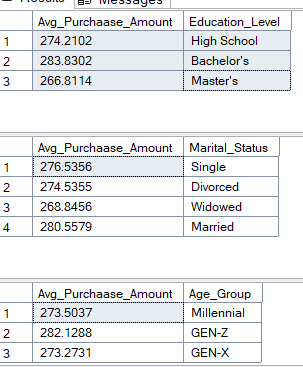 Results Messages
Avg_Purchaase_Amount Education_Level
1 274.2102 High School
2 283.8302 Bachelor's
3 266.8114 Master's
Avg_Purchaase_Amount Marital_Status
1 276.5356 Single
2 274.5355 Divorced
3 268.8456 Widowed
4 280.5579 Married
Avg_Purchaase_Amount Age_Group
1 273.5037 Millennial
2 282.1288 GEN-Z
3 273.2731 GEN-X